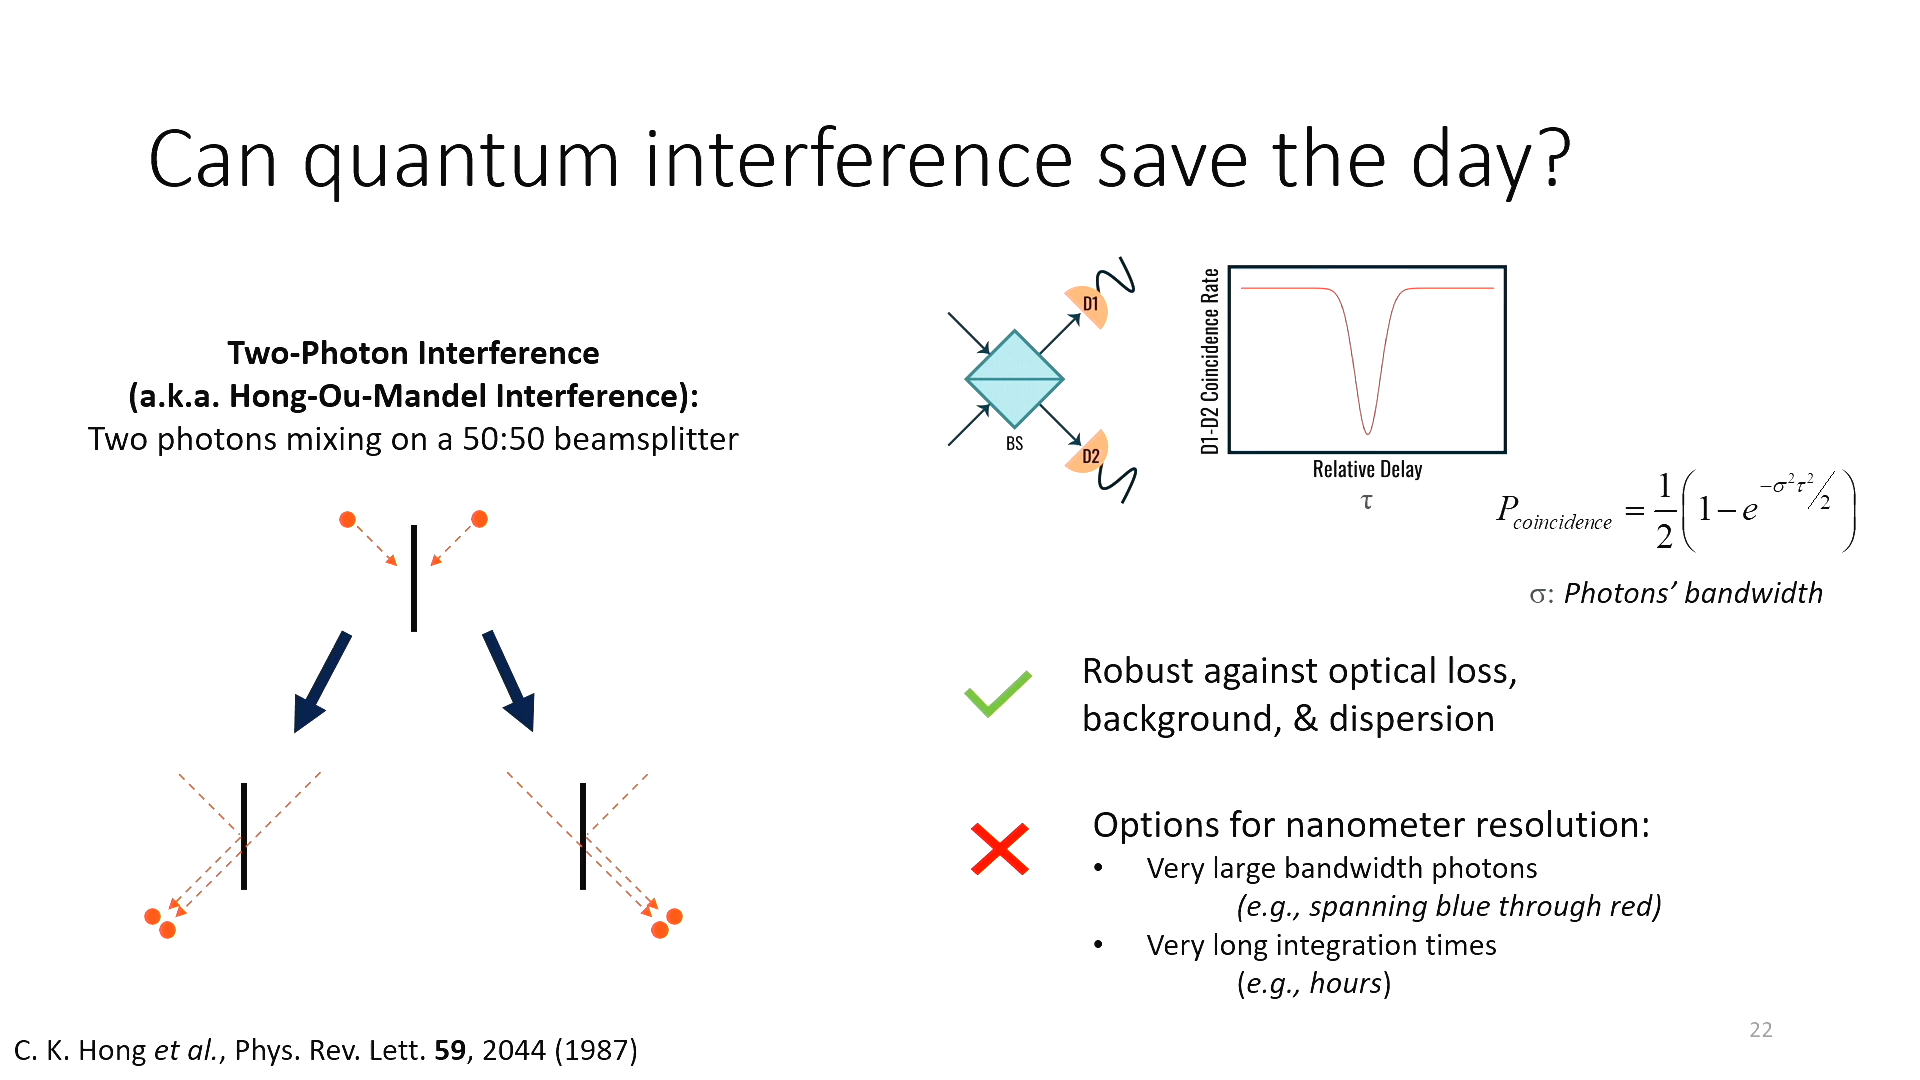 Can quantum interference save the day?
Two-Photon Interference
(a.k.a. Hong-Ou-Mandel Interference):
Two photons mixing on a 50:50 beamsplitter
D1
BS
D2
D1-D2 Coincidence Rate
Relative Delay
τ
P_coincidence = 1/2 (1 − e^(−σ²τ²/2))
σ: Photons’ bandwidth
Robust against optical loss,
background, & dispersion
Options for nanometer resolution:
• Very large bandwidth photons
(e.g., spanning blue through red)
• Very long integration times
(e.g., hours)
22
C. K. Hong et al., Phys. Rev. Lett. 59, 2044 (1987)